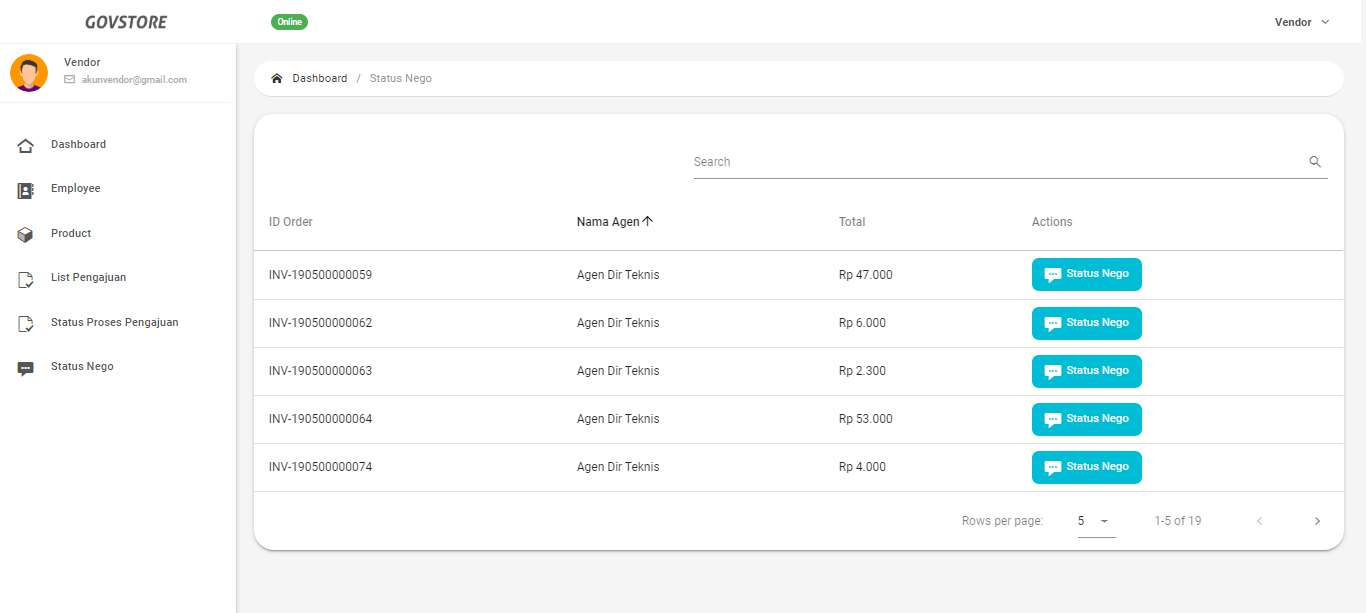 GOVSTORE
Online
Vendor
Vendor
akunvendor@gmail.com
Dashboard / Status Nego
Dashboard
Employee
Product
List Pengajuan
Status Proses Pengajuan
Status Nego
Search
ID Order Nama Agen Total Actions
INV-190500000059 Agen Dir Teknis Rp 47.000 Status Nego
INV-190500000062 Agen Dir Teknis Rp 6.000 Status Nego
INV-190500000063 Agen Dir Teknis Rp 2.300 Status Nego
INV-190500000064 Agen Dir Teknis Rp 53.000 Status Nego
INV-190500000074 Agen Dir Teknis Rp 4.000 Status Nego
Rows per page: 5 1-5 of 19